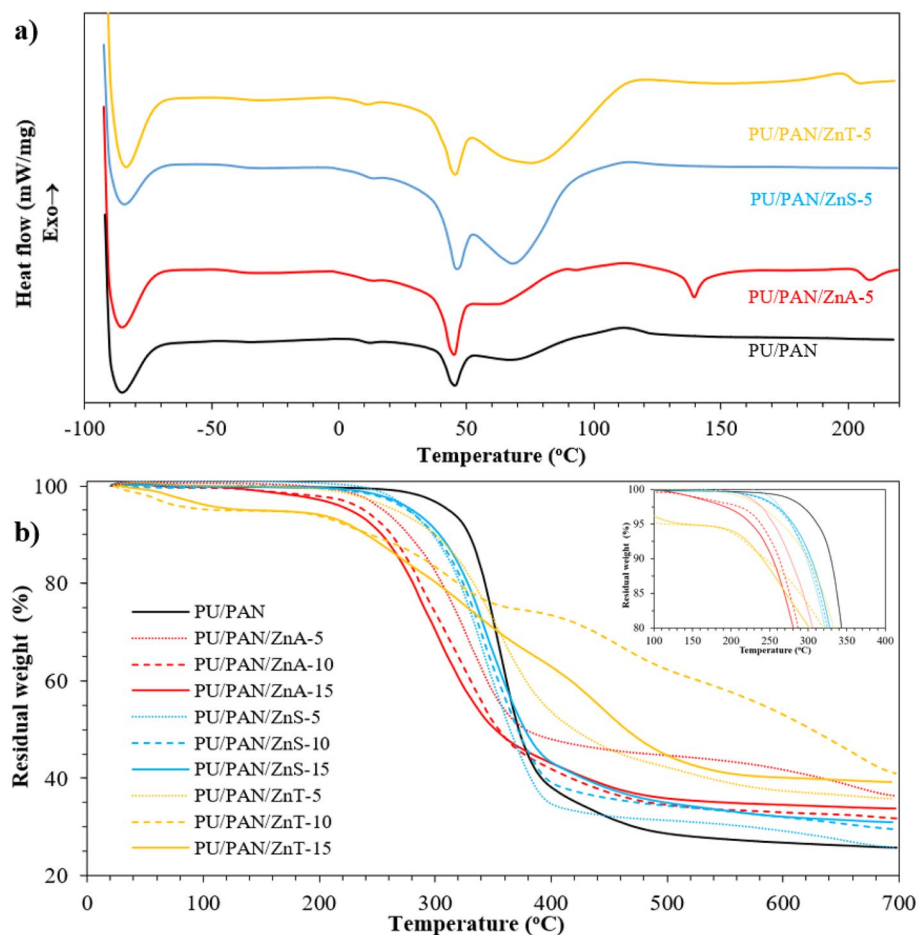 a)
Heat flow (mW/mg)
Exo→
PU/PAN/ZnT-5
PU/PAN/ZnS-5
PU/PAN/ZnA-5
PU/PAN
-100 -50 0 50 100 150 200
Temperature (°C)
b)
Residual weight (%)
100
80
60
40
20
PU/PAN
PU/PAN/ZnA-5
PU/PAN/ZnA-10
PU/PAN/ZnA-15
PU/PAN/ZnS-5
PU/PAN/ZnS-10
PU/PAN/ZnS-15
PU/PAN/ZnT-5
PU/PAN/ZnT-10
PU/PAN/ZnT-15
Residual weight (%)
100
95
90
85
80
100 150 200 250 300 350 400
Temperature (°C)
0 100 200 300 400 500 600 700
Temperature (°C)